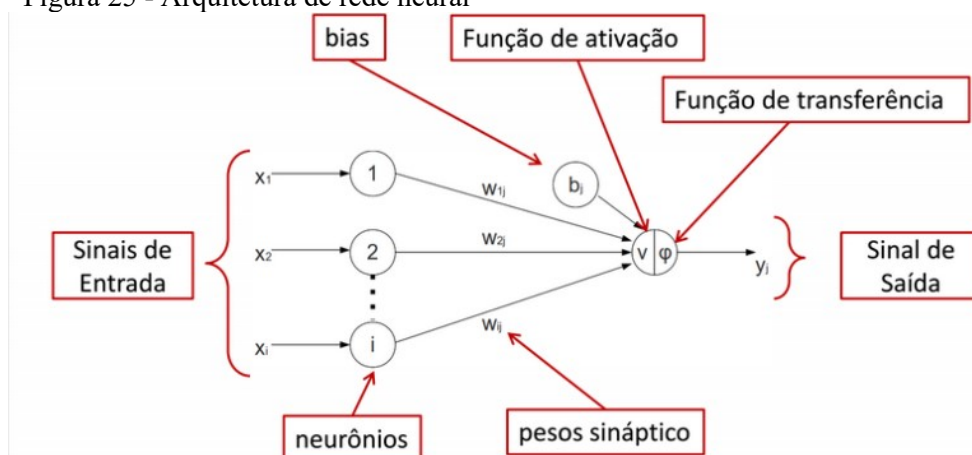 Figura 25 - Arquitetura de rede neural
bias
Função de ativação
Função de transferência
Sinais de
Entrada
x₁
1
w₁ⱼ
bⱼ
x₂
2
w₂ⱼ
v
φ
yⱼ
Sinal de
Saída
xᵢ
i
wᵢⱼ
neurônios
pesos sináptico